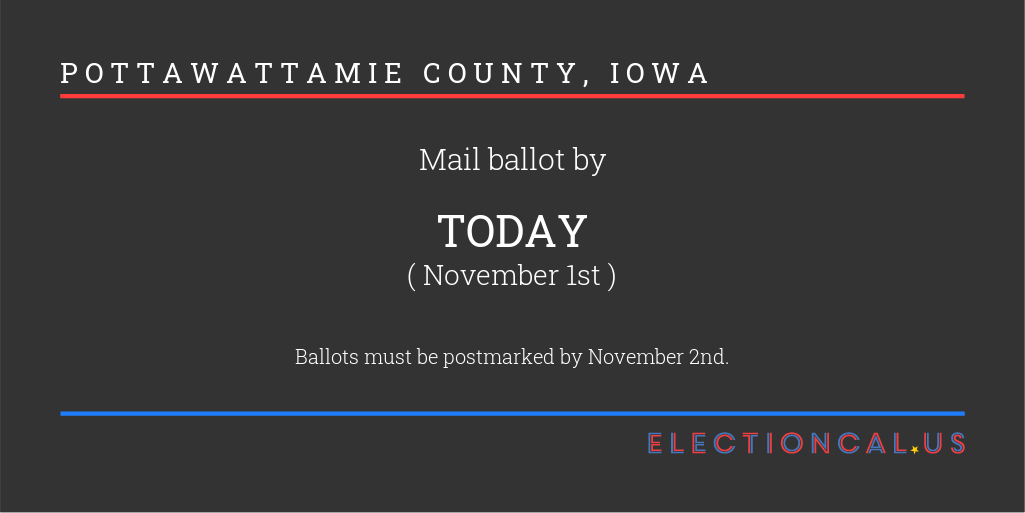 POTTAWATTAMIE COUNTY, IOWA
Mail ballot by
TODAY
( November 1st )
Ballots must be postmarked by November 2nd.
ELECTIONCAL.US